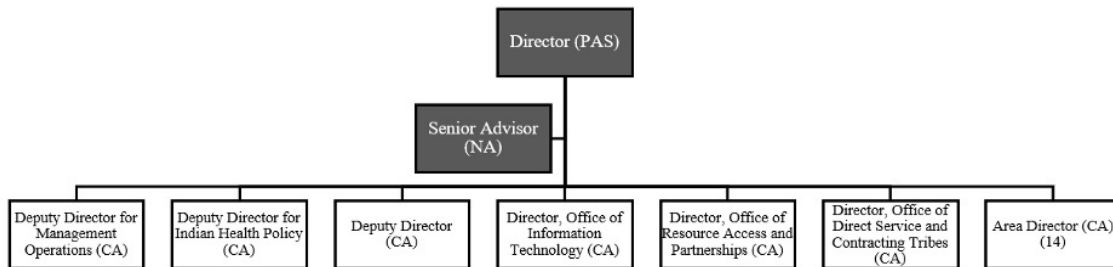 Director (PAS)
Senior Advisor
(NA)
Deputy Director for
Management
Operations (CA)
Deputy Director for
Indian Health Policy
(CA)
Deputy Director
(CA)
Director, Office of
Information
Technology (CA)
Director, Office of
Resource Access and
Partnerships (CA)
Director, Office of
Direct Service and
Contracting Tribes
(CA)
Area Director (CA)
(14)